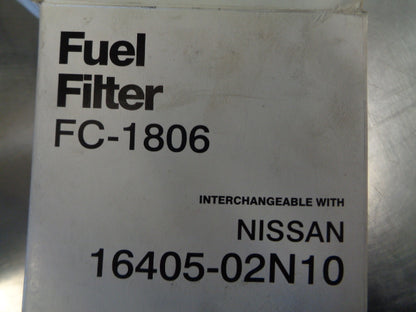 Fuel
Filter
FC-1806
INTERCHANGEABLE WITH
NISSAN
16405-02N10